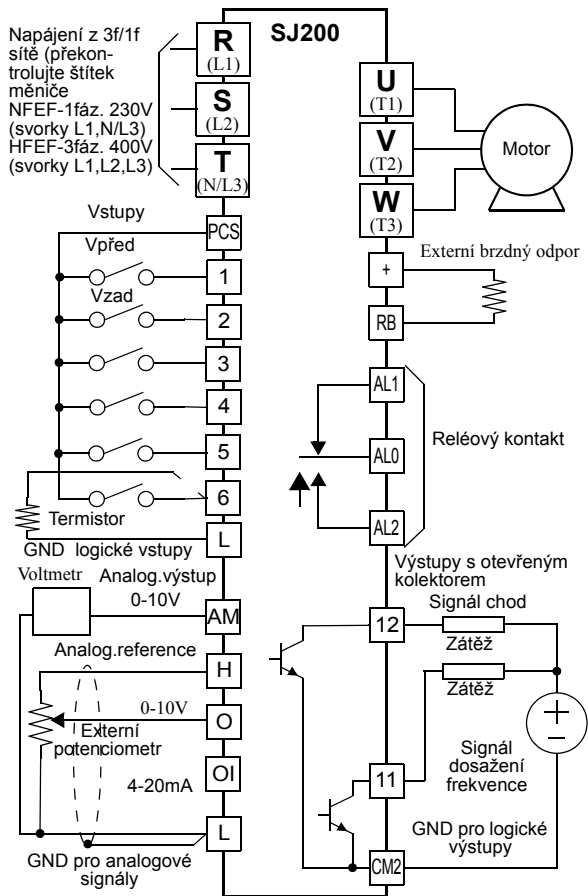 Napájení z 3f/1f
sítě (překon-
trolujte štítek
měniče
NFEF-1fáz. 230V
(svorky L1,N/L3)
HFEF-3fáz. 400V
(svorky L1,L2,L3)
R
(L1)
S
(L2)
T
(N/L3)
SJ200
U
(T1)
V
(T2)
W
(T3)
Motor
Vstupy
PCS
Vpřed
1
Vzad
2
3
4
5
6
Termistor
L
GND logické vstupy
+
Externí brzdný odpor
RB
AL1
AL0
Reléový kontakt
AL2
Voltmetr
Analog.výstup
0-10V
AM
Analog.reference
H
0-10V
O
Externí
potenciometr
OI
4-20mA
L
GND pro analogové
signály
Výstupy s otevřeným
kolektorem
Signál chod
12
Zátěž
Zátěž
+
−
Signál
dosažení
frekvence
11
GND pro logické
výstupy
CM2